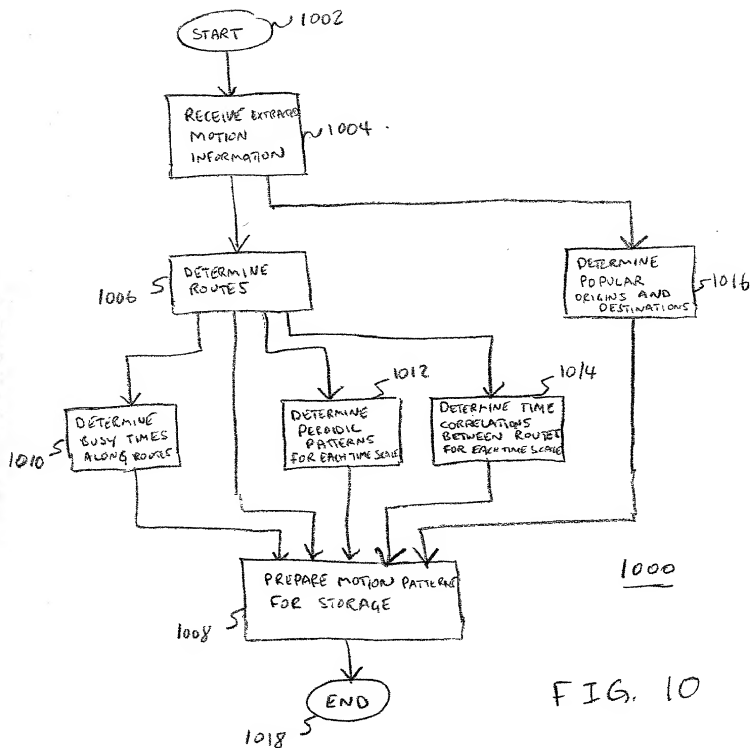 START
1002
RECEIVE EXTRACTED
MOTION
INFORMATION
1004
DETERMINE
ROUTES
1006
DETERMINE
POPULAR
ORIGINS AND
DESTINATIONS
1016
DETERMINE
BUSY TIMES
ALONG ROUTES
1010
DETERMINE
PERIODIC
PATTERNS
FOR EACH TIME SCALE
1012
DETERMINE TIME
CORRELATIONS
BETWEEN ROUTES
FOR EACH TIME SCALE
1014
PREPARE MOTION PATTERNS
FOR STORAGE
1008
1000
END
1018
FIG. 10